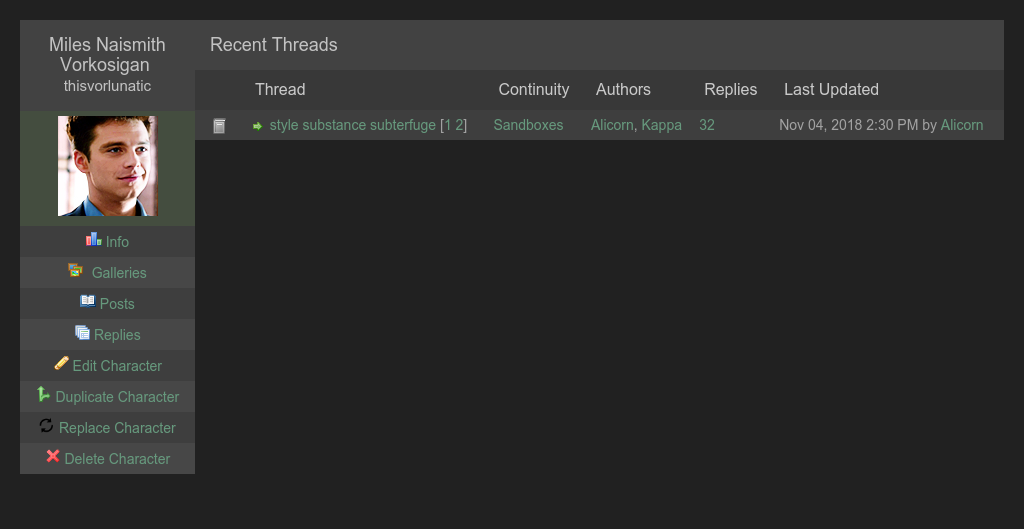 Miles Naismith
Vorkosigan
thisvorlunatic
Info
Galleries
Posts
Replies
Edit Character
Duplicate Character
Replace Character
Delete Character
Recent Threads
Thread Continuity Authors Replies Last Updated
style substance subterfuge [1 2] Sandboxes Alicorn, Kappa 32 Nov 04, 2018 2:30 PM by Alicorn